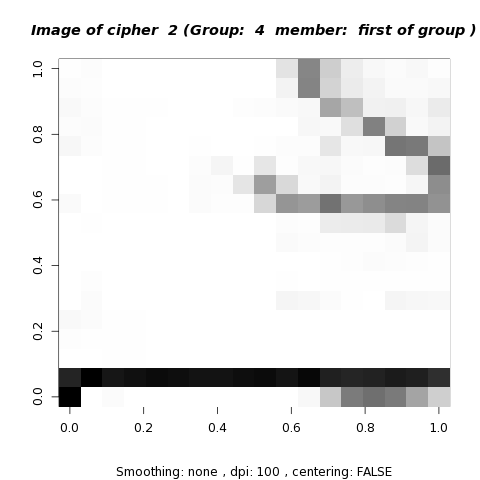 Image of cipher 2 (Group: 4 member: first of group )
1.0
0.8
0.6
0.4
0.2
0.0
0.0 0.2 0.4 0.6 0.8 1.0
Smoothing: none , dpi: 100 , centering: FALSE